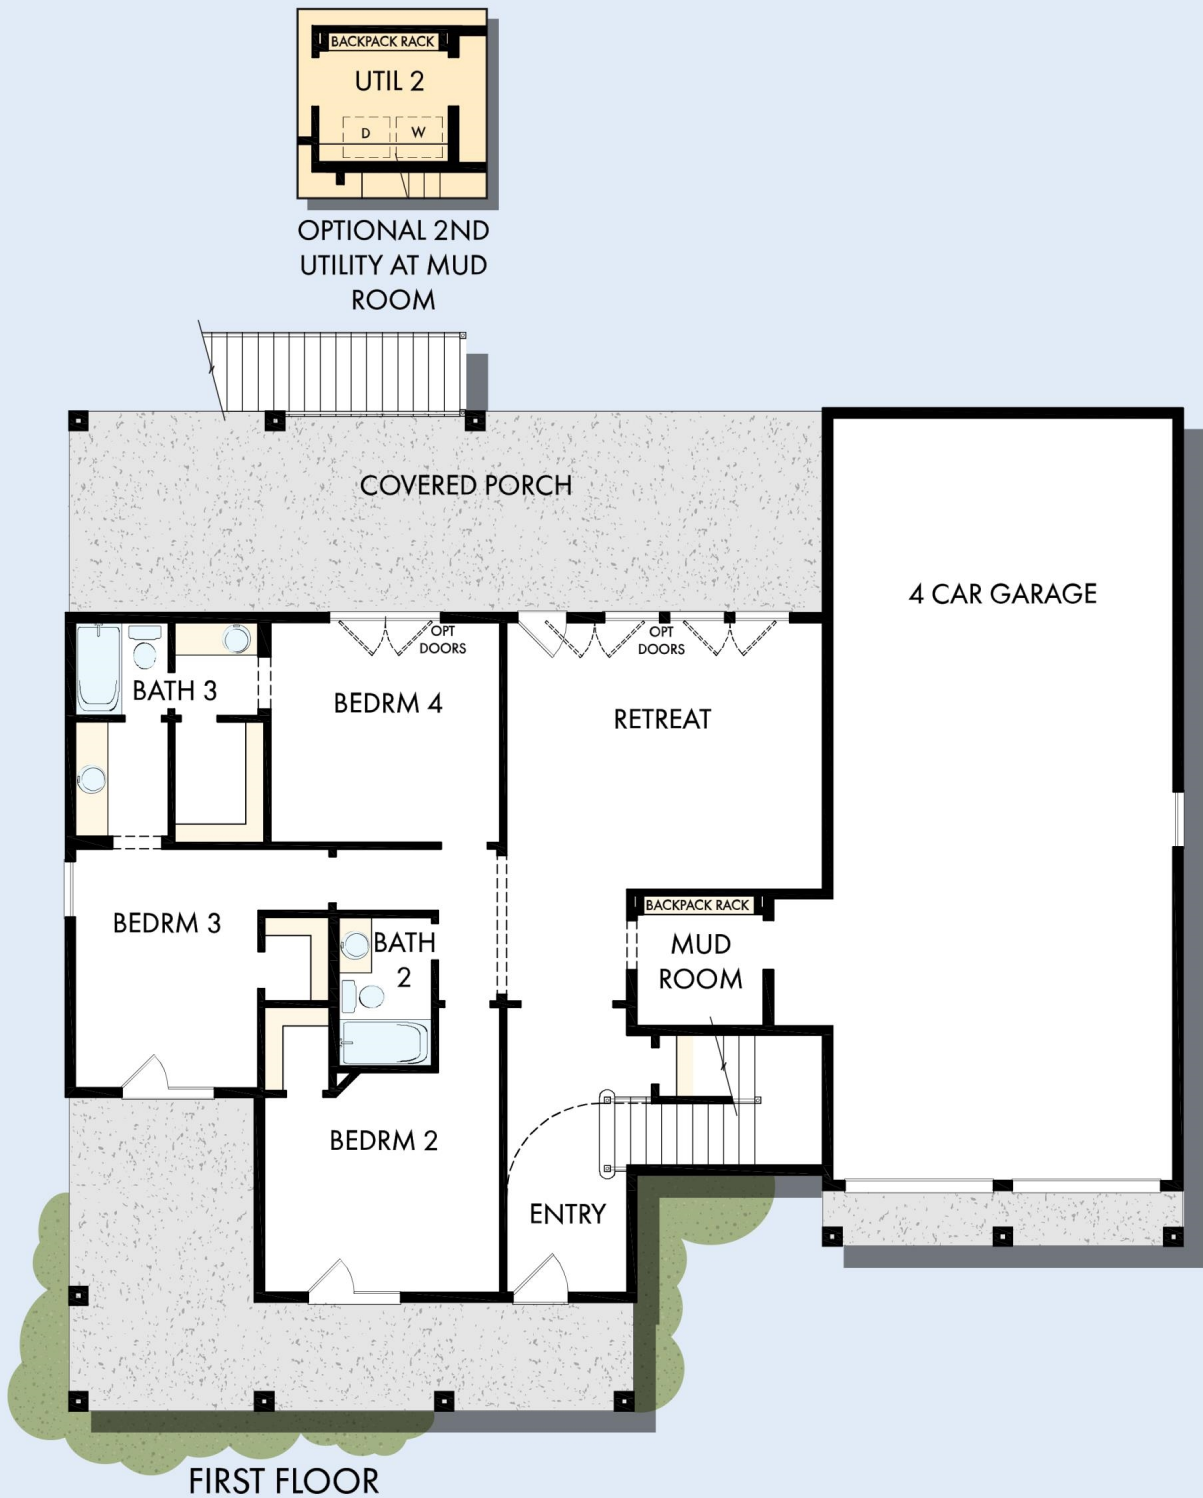 BACKPACK RACK
UTIL 2
D W
OPTIONAL 2ND
UTILITY AT MUD
ROOM
COVERED PORCH
4 CAR GARAGE
OPT
DOORS
OPT
DOORS
BATH 3
BEDRM 4
RETREAT
BACKPACK RACK
BEDRM 3
BATH
2
MUD
ROOM
BEDRM 2
ENTRY
FIRST FLOOR